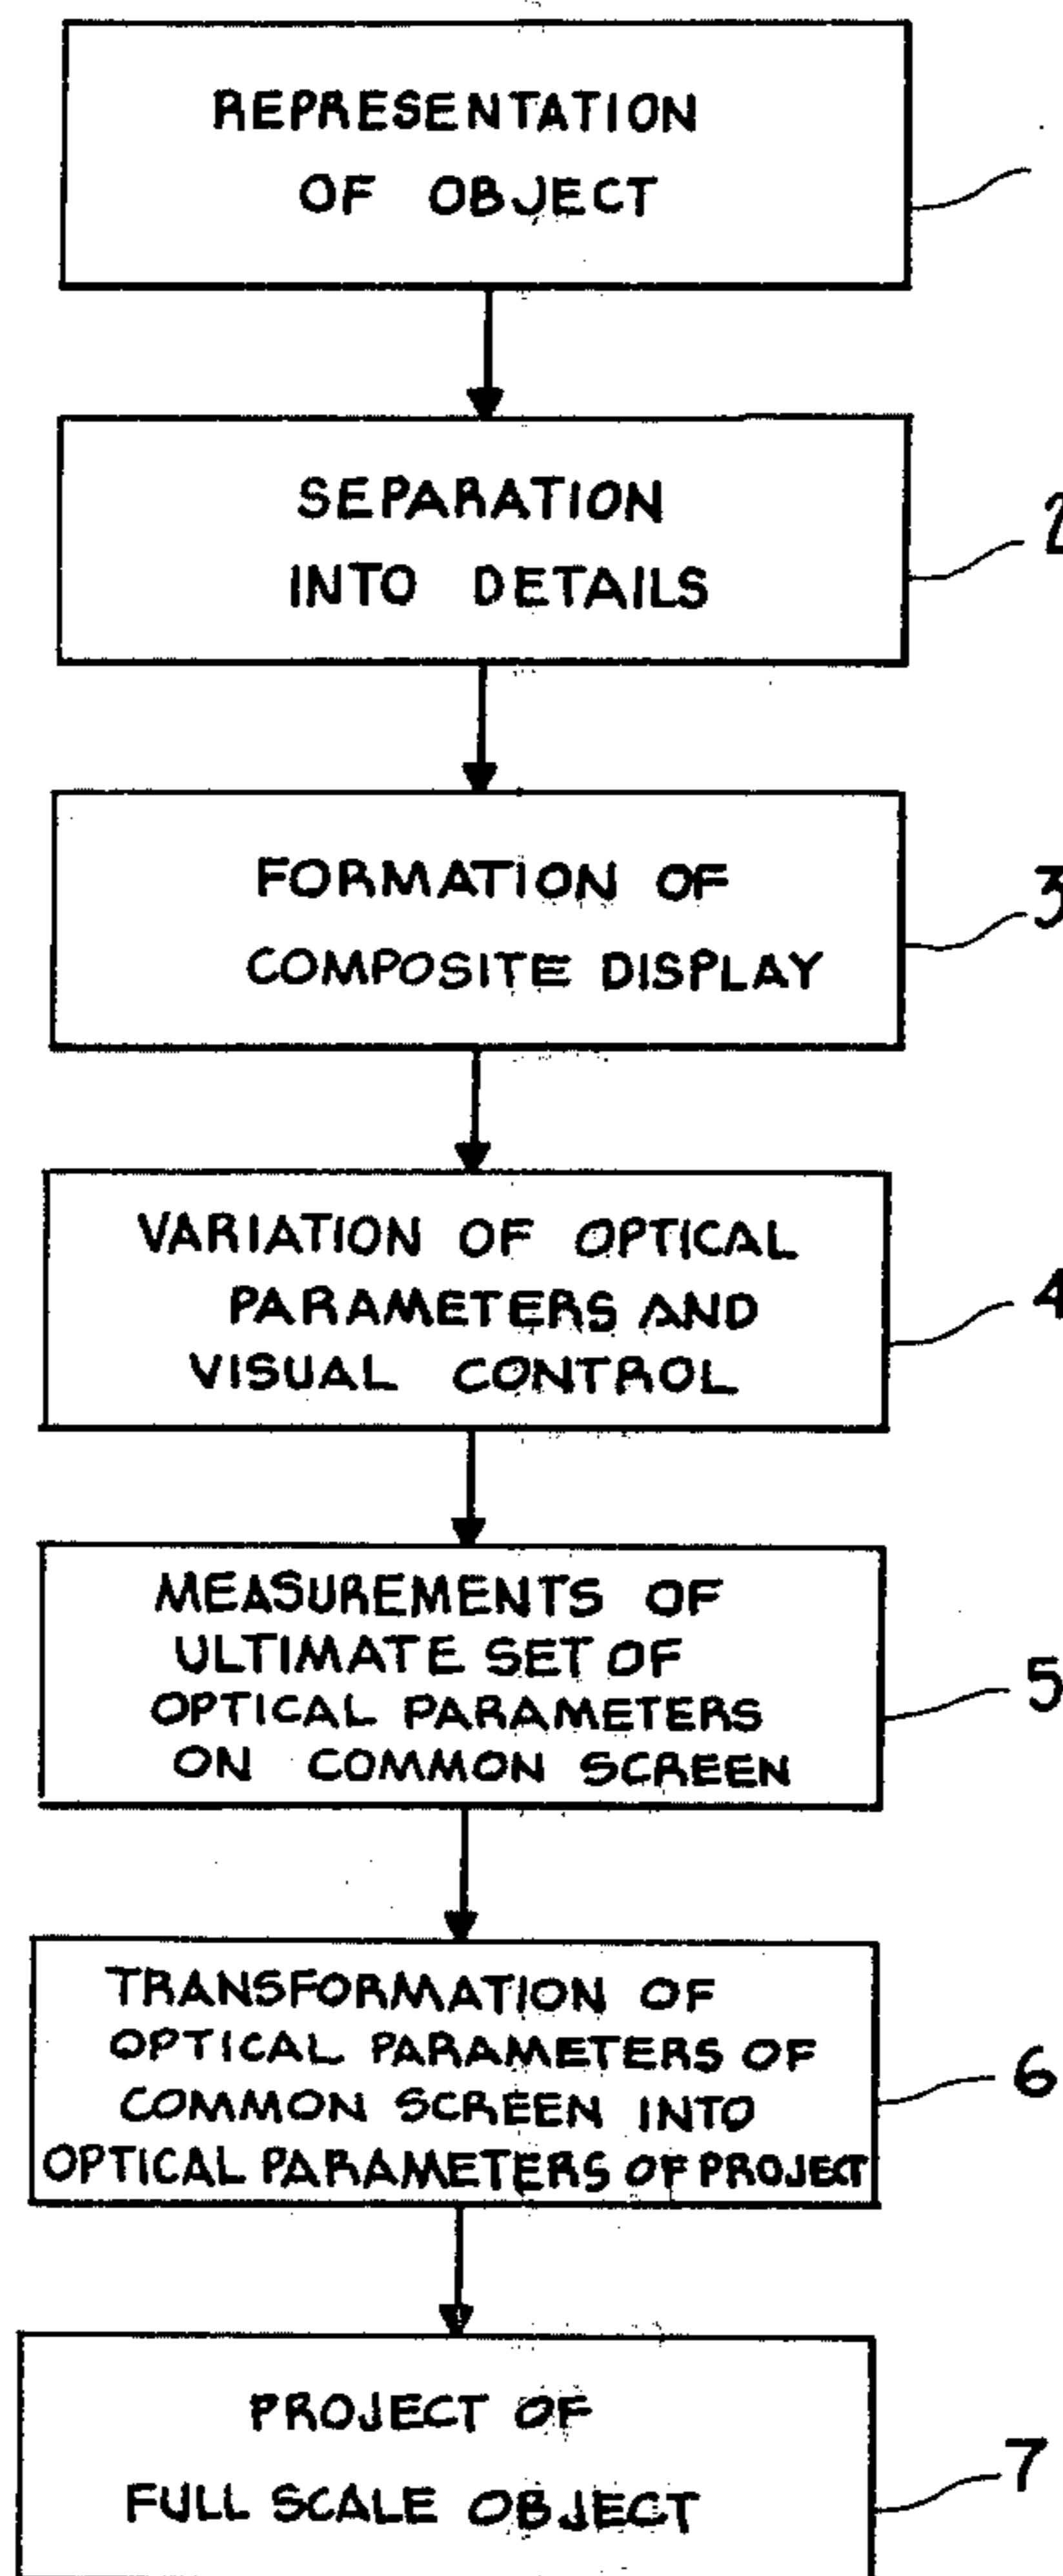 REPRESENTATION
OF OBJECT
SEPARATION
INTO DETAILS
2
FORMATION OF
COMPOSITE DISPLAY
3
VARIATION OF OPTICAL
PARAMETERS AND
VISUAL CONTROL
4
MEASUREMENTS OF
ULTIMATE SET OF
OPTICAL PARAMETERS
ON COMMON SCREEN
5
TRANSFORMATION OF
OPTICAL PARAMETERS OF
COMMON SCREEN INTO
OPTICAL PARAMETERS OF PROJECT
6
PROJECT OF
FULL SCALE OBJECT
7